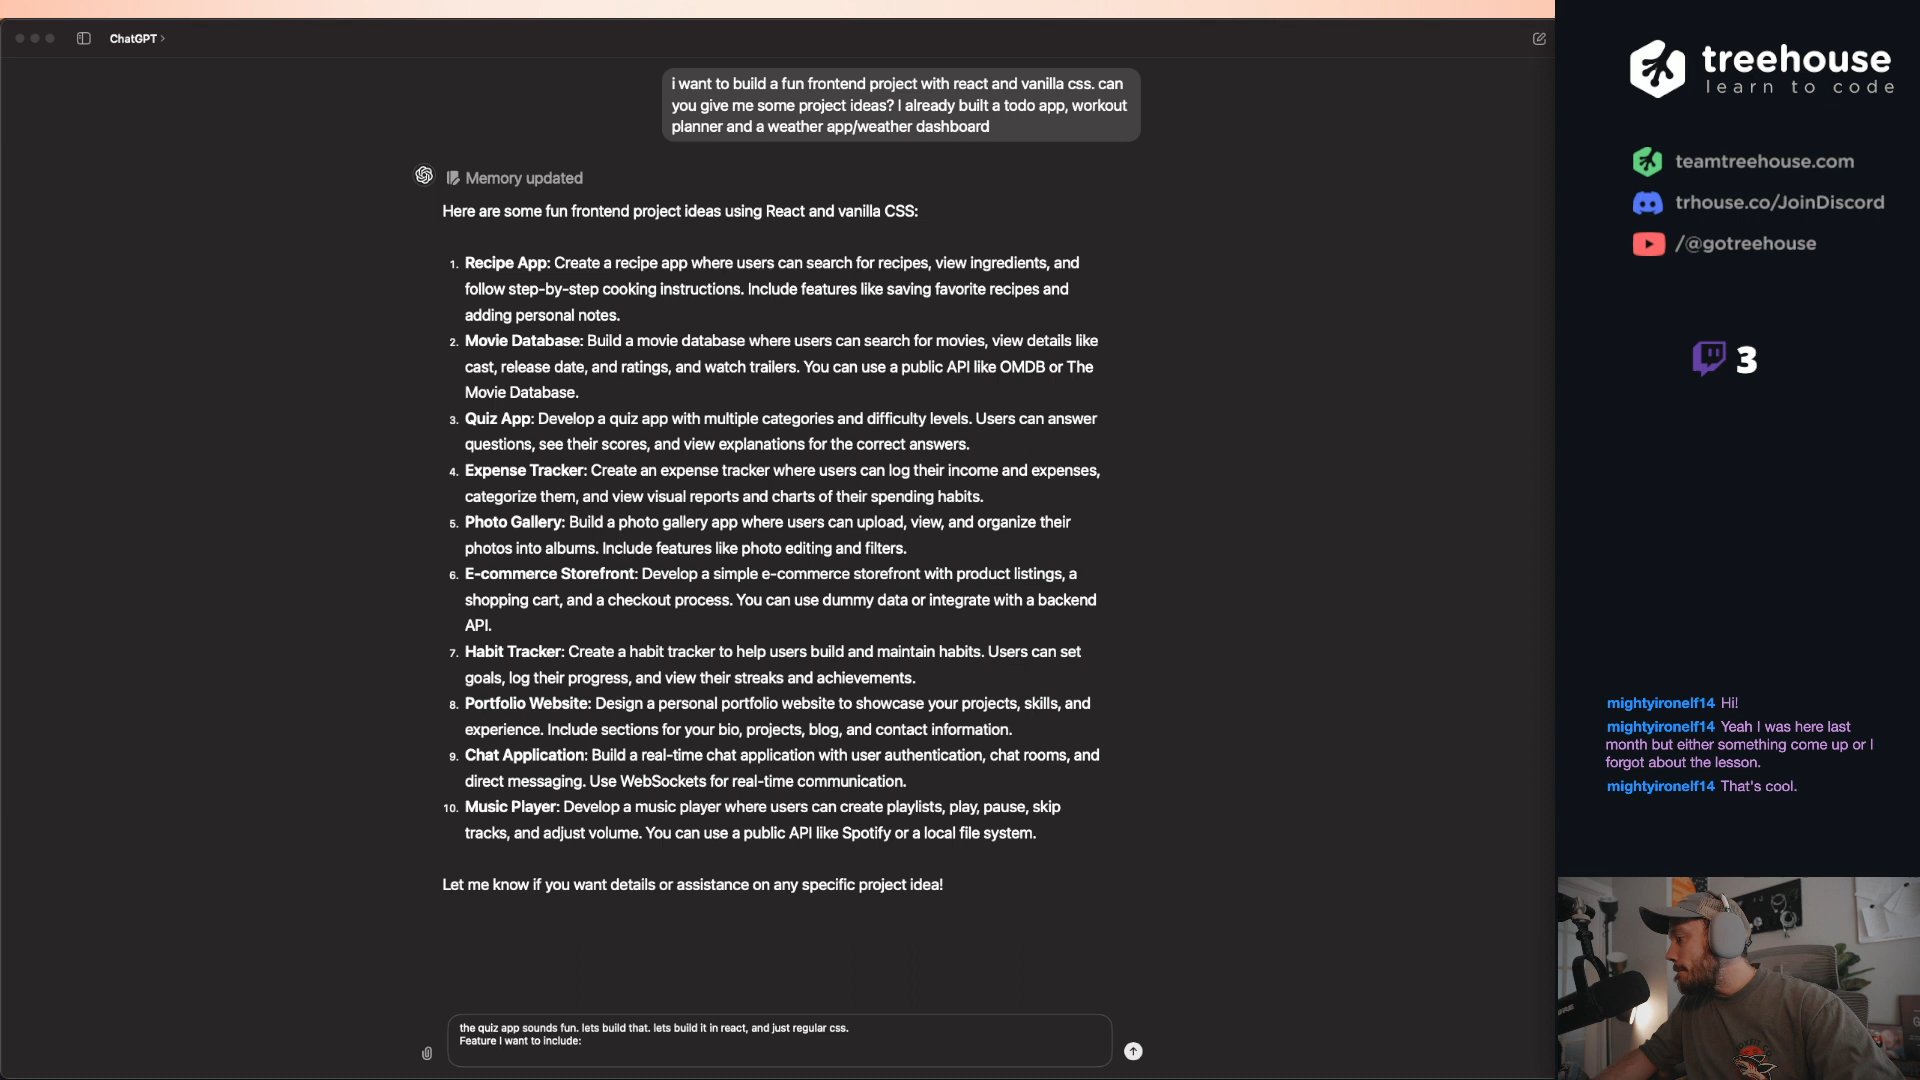 ChatGPT >
i want to build a fun frontend project with react and vanilla css. can
you give me some project ideas? I already built a todo app, workout
planner and a weather app/weather dashboard
Memory updated
Here are some fun frontend project ideas using React and vanilla CSS:
1. Recipe App: Create a recipe app where users can search for recipes, view ingredients, and
follow step-by-step cooking instructions. Include features like saving favorite recipes and
adding personal notes.
2. Movie Database: Build a movie database where users can search for movies, view details like
cast, release date, and ratings, and watch trailers. You can use a public API like OMDB or The
Movie Database.
3. Quiz App: Develop a quiz app with multiple categories and difficulty levels. Users can answer
questions, see their scores, and view explanations for the correct answers.
4. Expense Tracker: Create an expense tracker where users can log their income and expenses,
categorize them, and view visual reports and charts of their spending habits.
5. Photo Gallery: Build a photo gallery app where users can upload, view, and organize their
photos into albums. Include features like photo editing and filters.
6. E-commerce Storefront: Develop a simple e-commerce storefront with product listings, a
shopping cart, and a checkout process. You can use dummy data or integrate with a backend
API.
7. Habit Tracker: Create a habit tracker to help users build and maintain habits. Users can set
goals, log their progress, and view their streaks and achievements.
8. Portfolio Website: Design a personal portfolio website to showcase your projects, skills, and
experience. Include sections for your bio, projects, blog, and contact information.
9. Chat Application: Build a real-time chat application with user authentication, chat rooms, and
direct messaging. Use WebSockets for real-time communication.
10. Music Player: Develop a music player where users can create playlists, play, pause, skip
tracks, and adjust volume. You can use a public API like Spotify or a local file system.
Let me know if you want details or assistance on any specific project idea!
the quiz app sounds fun. lets build that. lets build it in react, and just regular css.
Feature I want to include:
treehouse
learn to code
teamtreehouse.com
trhouse.co/JoinDiscord
/@gotreehouse
3
mightyironelf14 Hi!
mightyironelf14 Yeah I was here last
month but either something come up or I
forgot about the lesson.
mightyironelf14 That's cool.